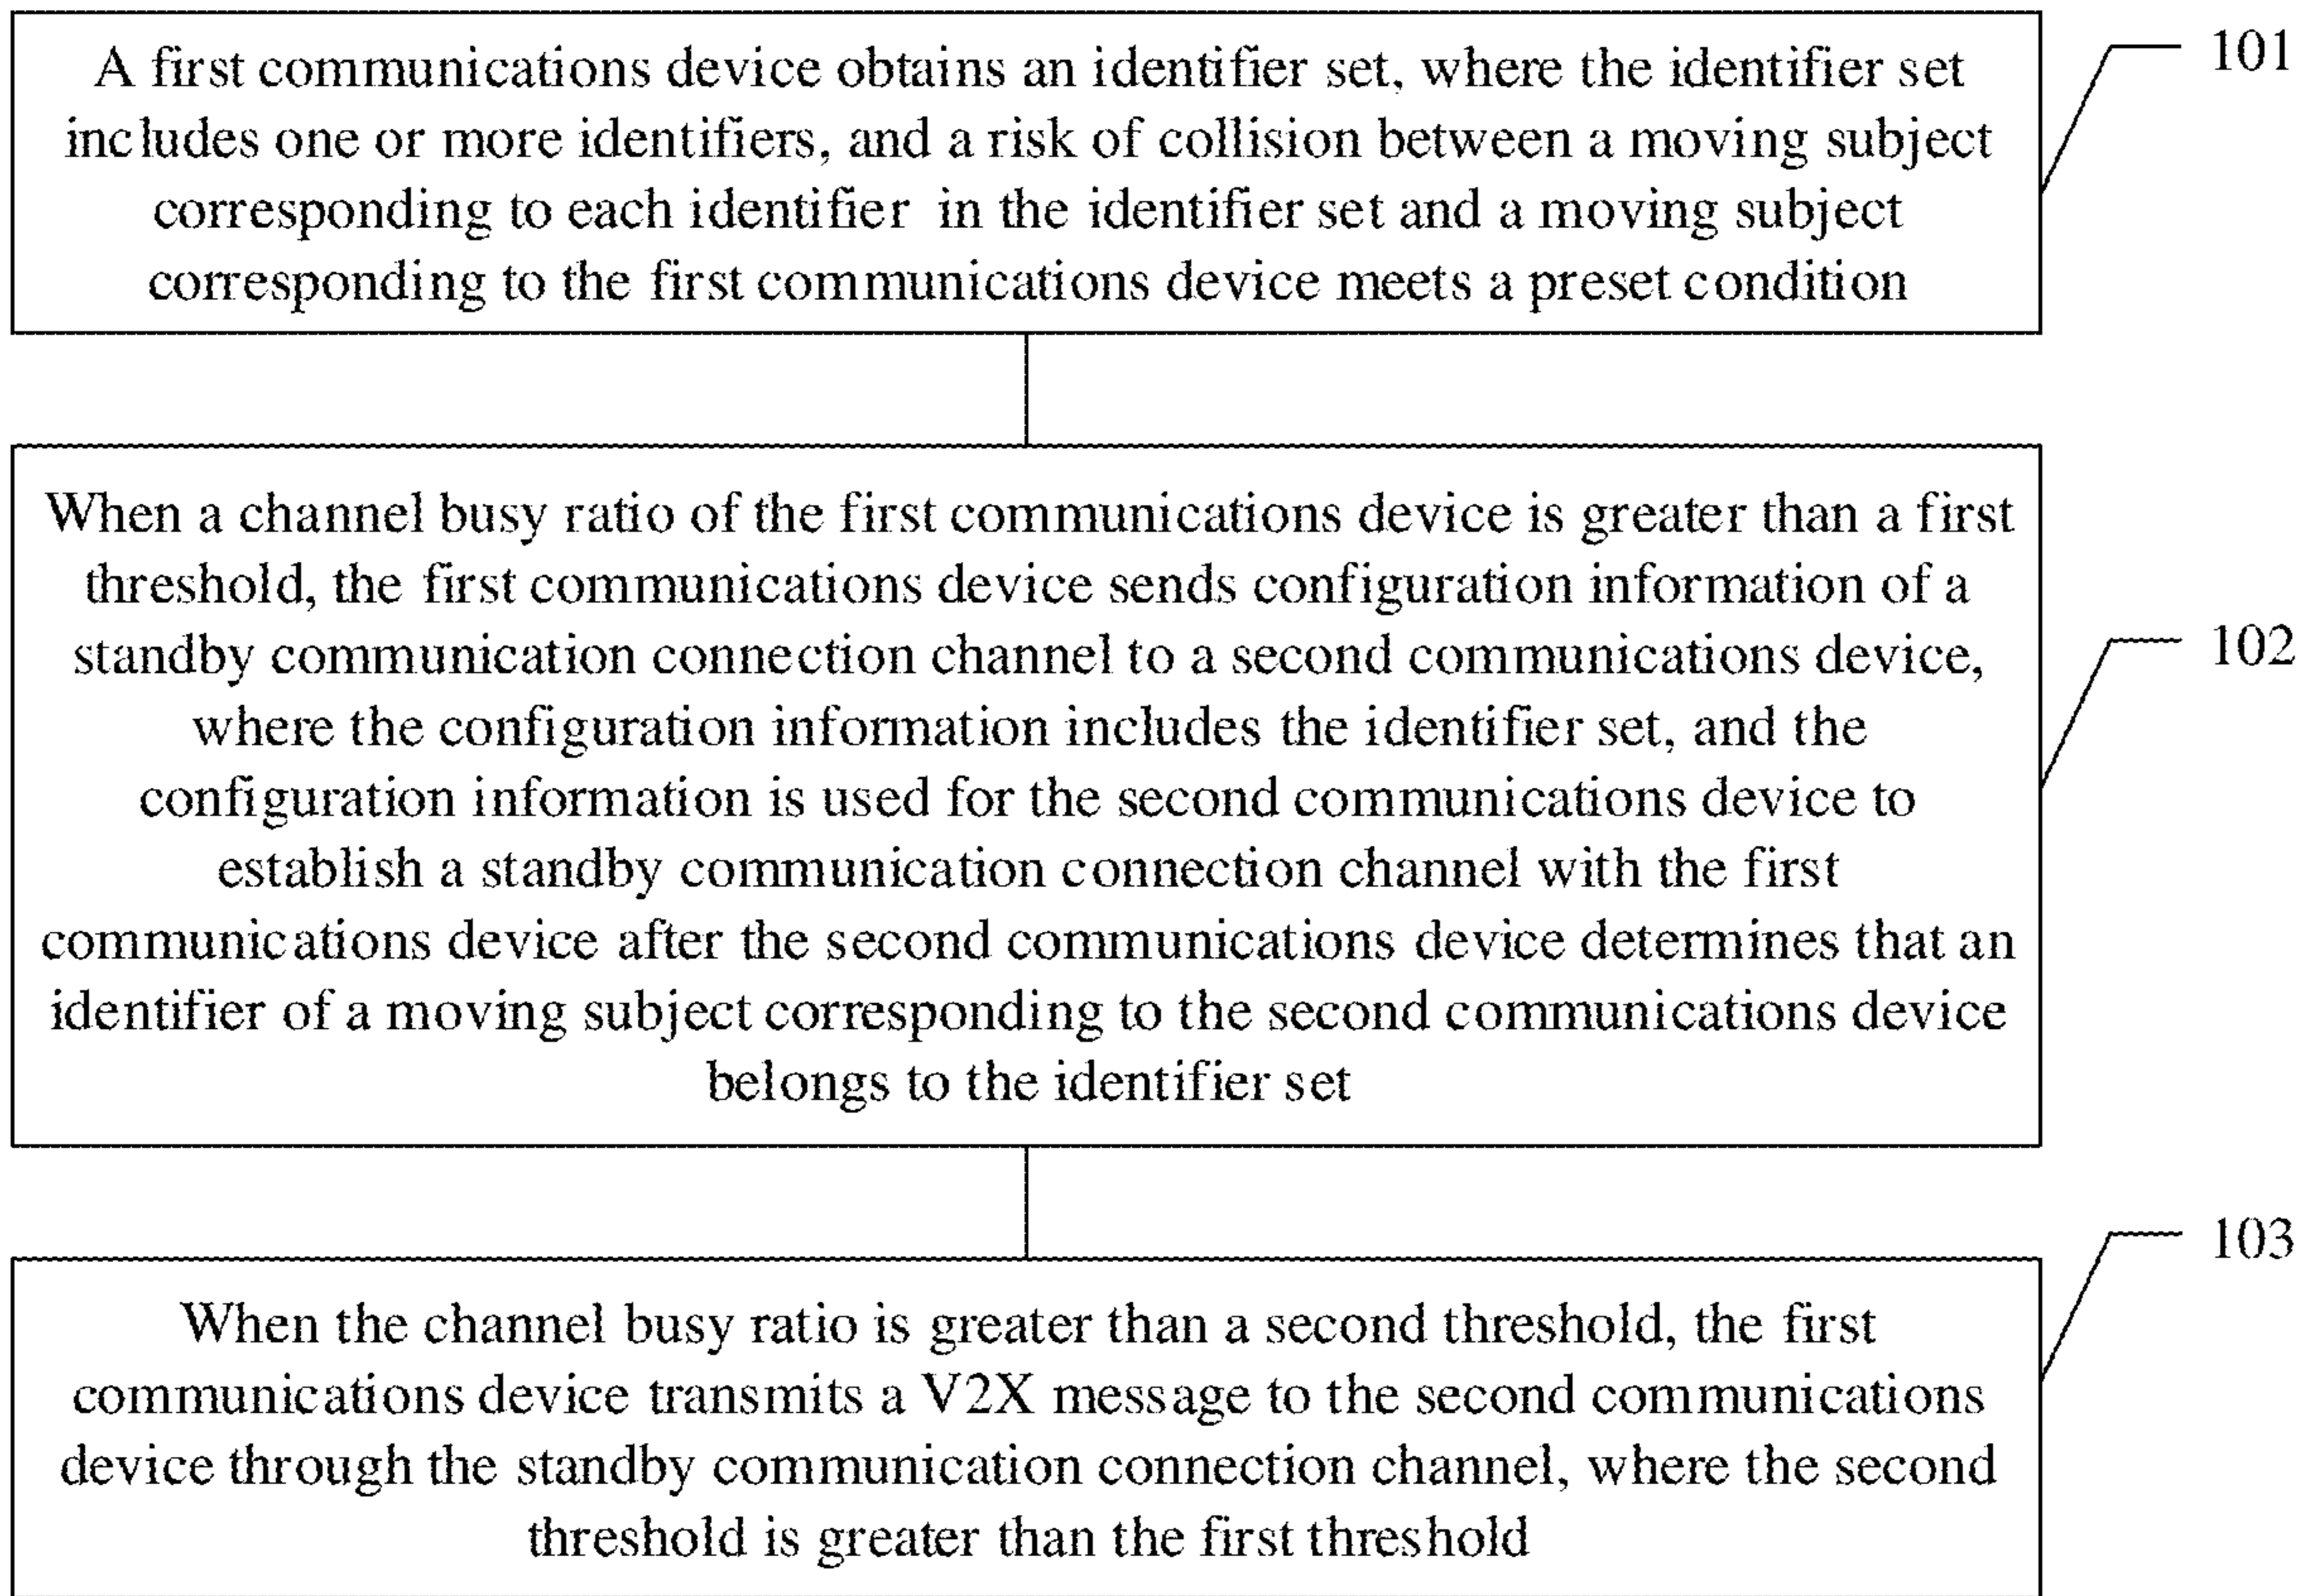 A first communications device obtains an identifier set, where the identifier set
includes one or more identifiers, and a risk of collision between a moving subject
corresponding to each identifier in the identifier set and a moving subject
corresponding to the first communications device meets a preset condition
101
When a channel busy ratio of the first communications device is greater than a first
threshold, the first communications device sends configuration information of a
standby communication connection channel to a second communications device,
where the configuration information includes the identifier set, and the
configuration information is used for the second communications device to
establish a standby communication connection channel with the first
communications device after the second communications device determines that an
identifier of a moving subject corresponding to the second communications device
belongs to the identifier set
102
When the channel busy ratio is greater than a second threshold, the first
communications device transmits a V2X message to the second communications
device through the standby communication connection channel, where the second
threshold is greater than the first threshold
103